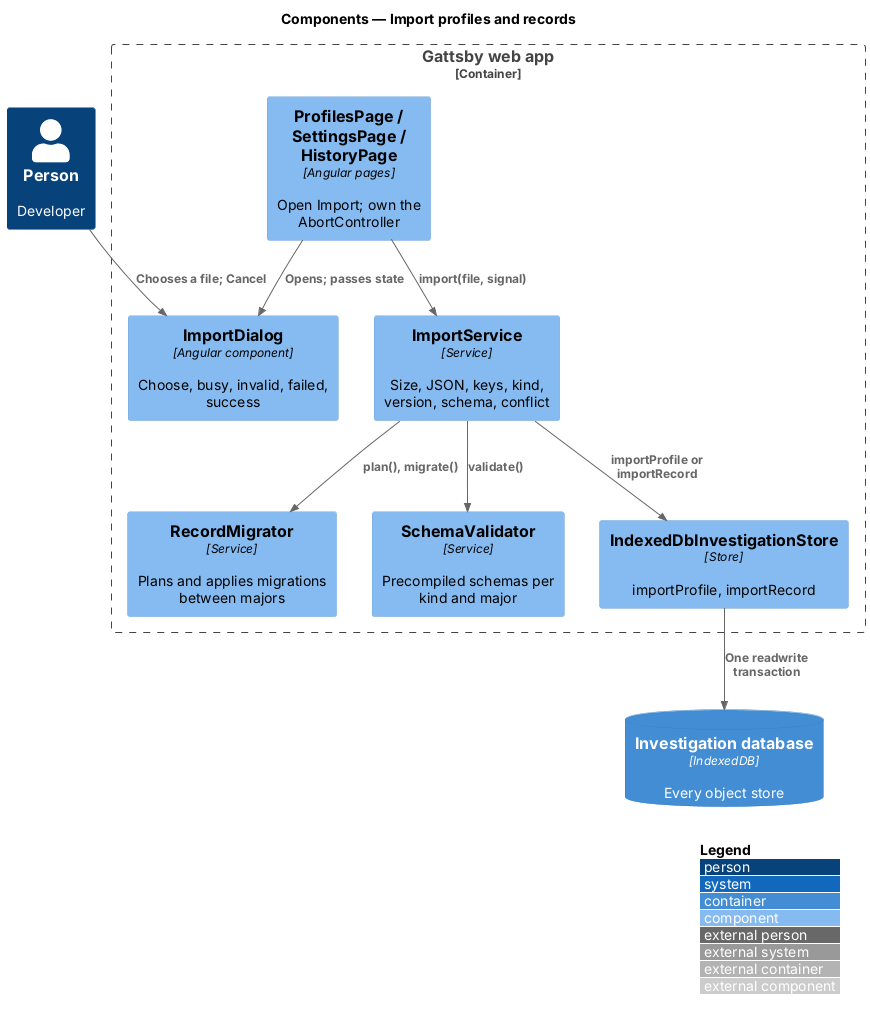 Components — Import profiles and records
Gattsby web app
[Container]
ProfilesPage /
SettingsPage /
HistoryPage
[Angular pages]
Open Import; own the
AbortController
Person
Developer
Chooses a file; Cancel
Opens; passes state
import(file, signal)
ImportDialog
[Angular component]
Choose, busy, invalid, failed,
success
ImportService
[Service]
Size, JSON, keys, kind,
version, schema, conflict
plan(), migrate()
validate()
importProfile or
importRecord
RecordMigrator
[Service]
Plans and applies migrations
between majors
SchemaValidator
[Service]
Precompiled schemas per
kind and major
IndexedDbInvestigationStore
[Store]
importProfile, importRecord
One readwrite
transaction
Investigation database
[IndexedDB]
Every object store
Legend
person
system
container
component
external person
external system
external container
external component